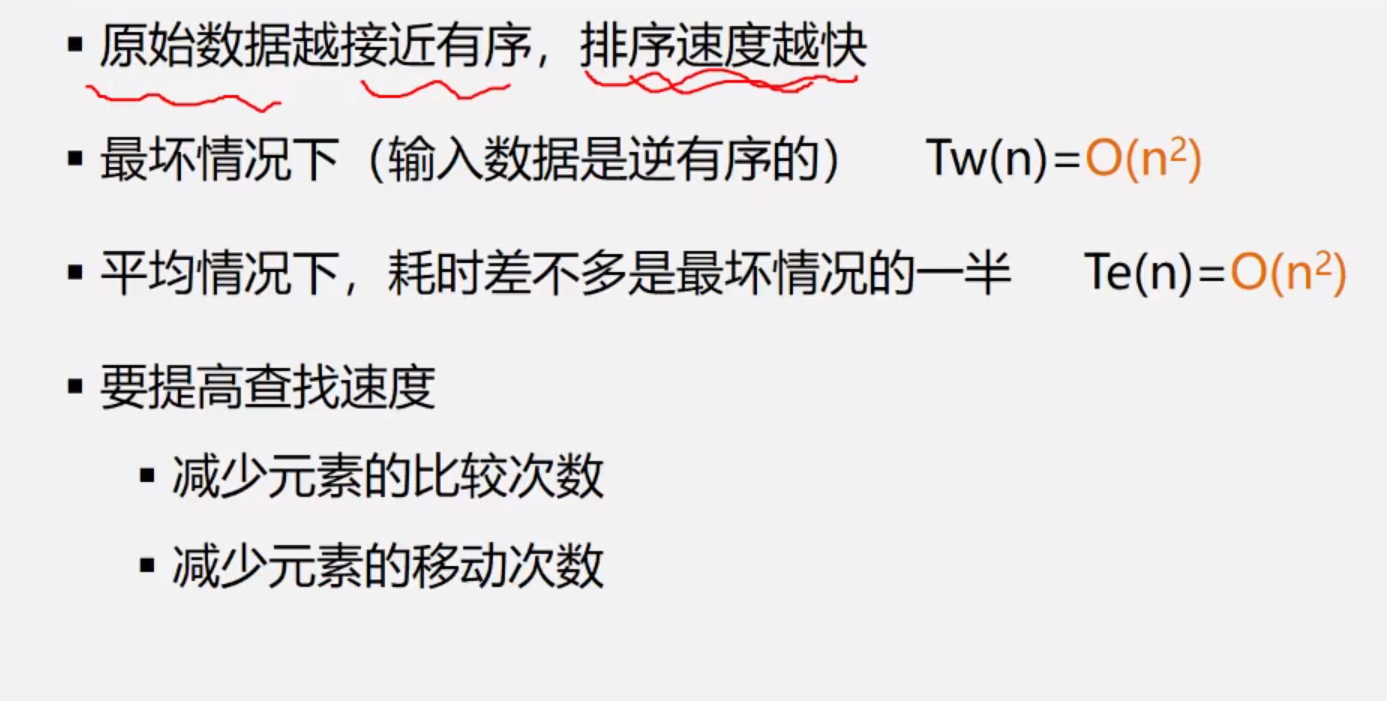 ▪ 原始数据越接近有序，排序速度越快
▪ 最坏情况下（输入数据是逆有序的） Tw(n)=O(n²)
▪ 平均情况下，耗时差不多是最坏情况的一半 Te(n)=O(n²)
▪ 要提高查找速度
▪ 减少元素的比较次数
▪ 减少元素的移动次数